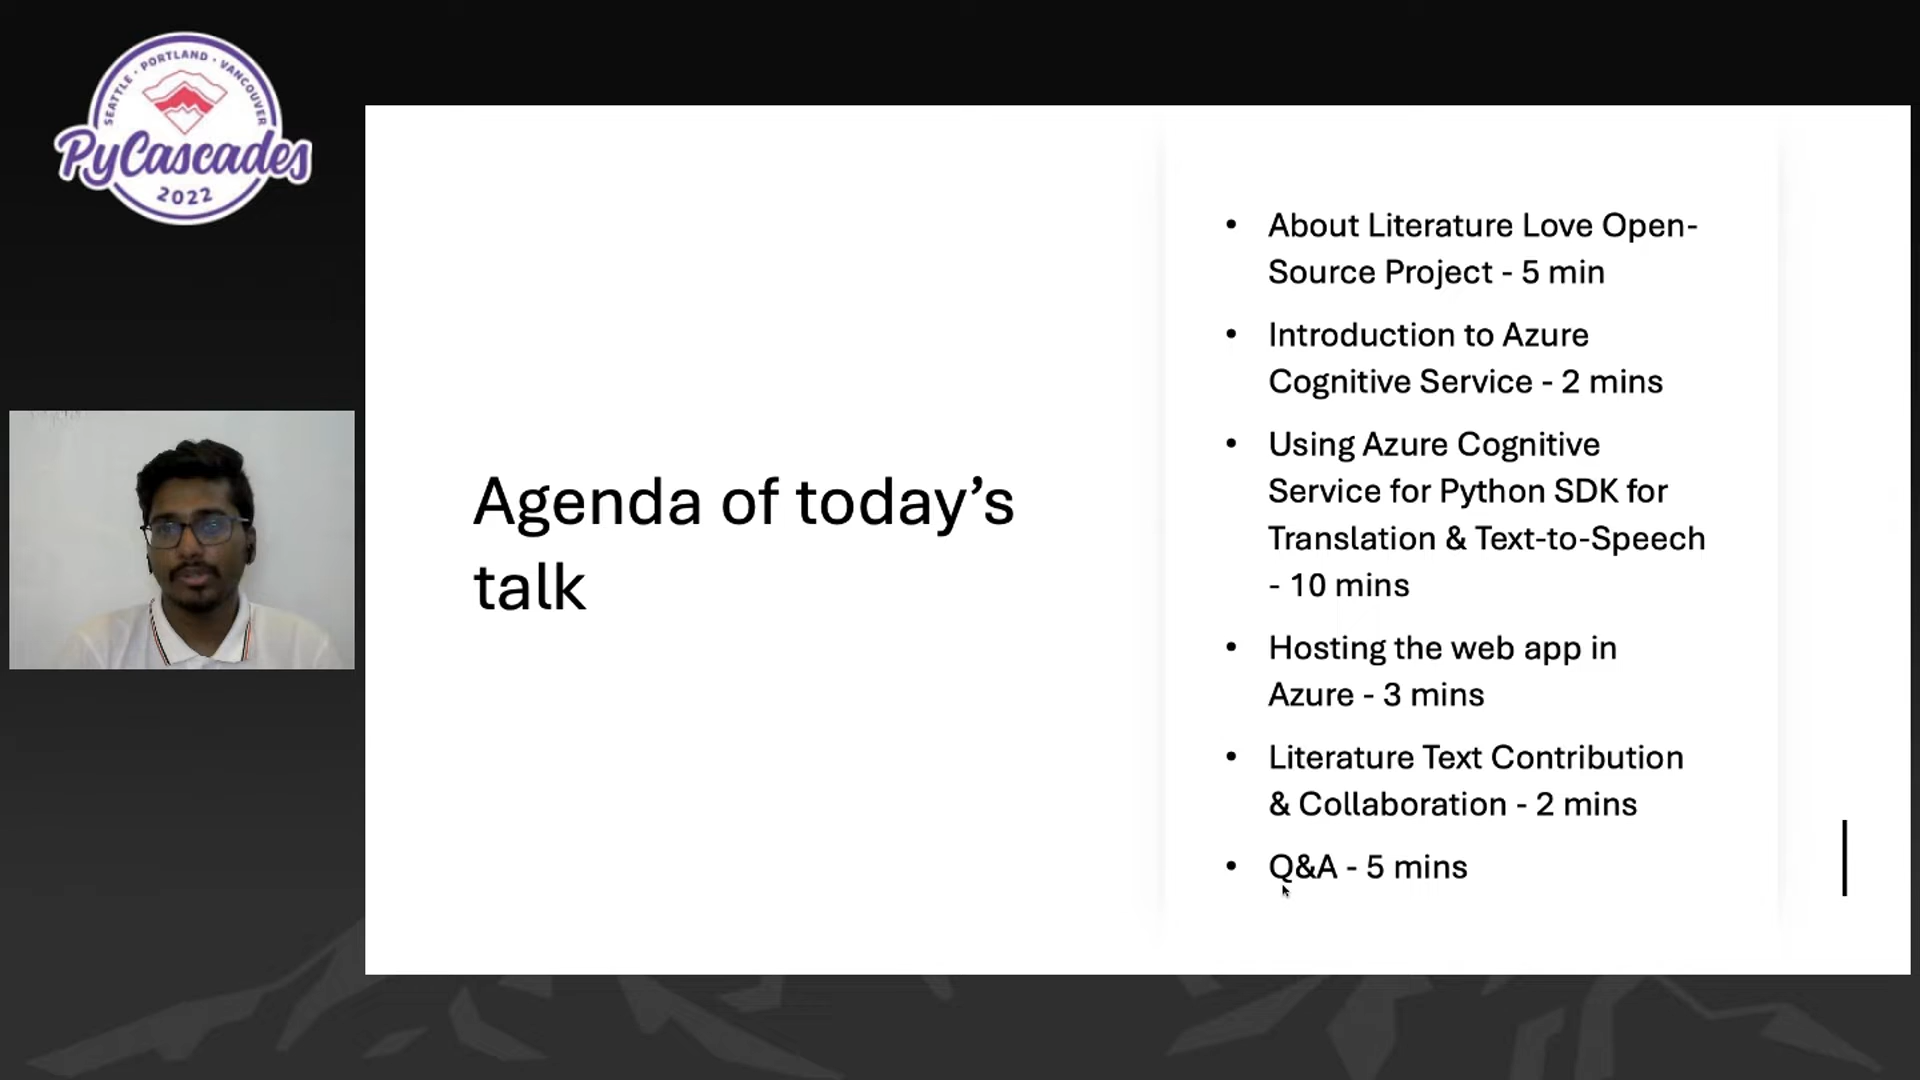 SEATTLE · PORTLAND · VANCOUVER
PyCascades
2022
Agenda of today’s
talk
• About Literature Love Open-
Source Project - 5 min
• Introduction to Azure
Cognitive Service - 2 mins
• Using Azure Cognitive
Service for Python SDK for
Translation & Text-to-Speech
- 10 mins
• Hosting the web app in
Azure - 3 mins
• Literature Text Contribution
& Collaboration - 2 mins
• Q&A - 5 mins